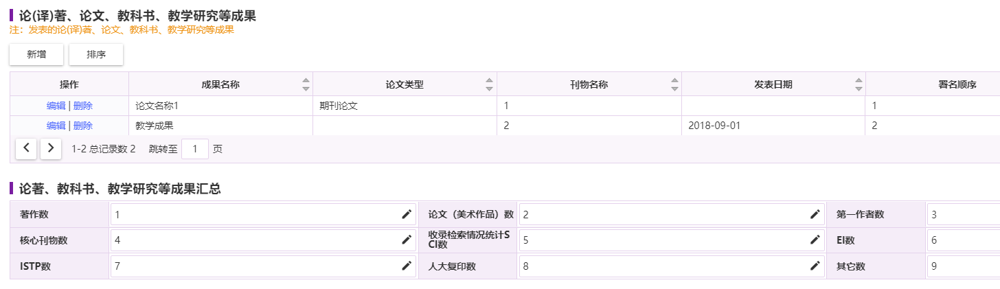 论(译)著、论文、教科书、教学研究等成果
注：发表的论(译)著、论文、教科书、教学研究等成果
新增 排序
操作 成果名称 论文类型 刊物名称 发表日期 署名顺序
编辑 | 删除 论文名称1 期刊论文 1 1
编辑 | 删除 教学成果 2 2018-09-01 2
1-2 总记录数 2 跳转至 1 页
论著、教科书、教学研究等成果汇总
著作数 1 论文（美术作品）数 2 第一作者数 3
核心刊物数 4 收录检索情况统计S
CI数 5 EI数 6
ISTP数 7 人大复印数 8 其它数 9